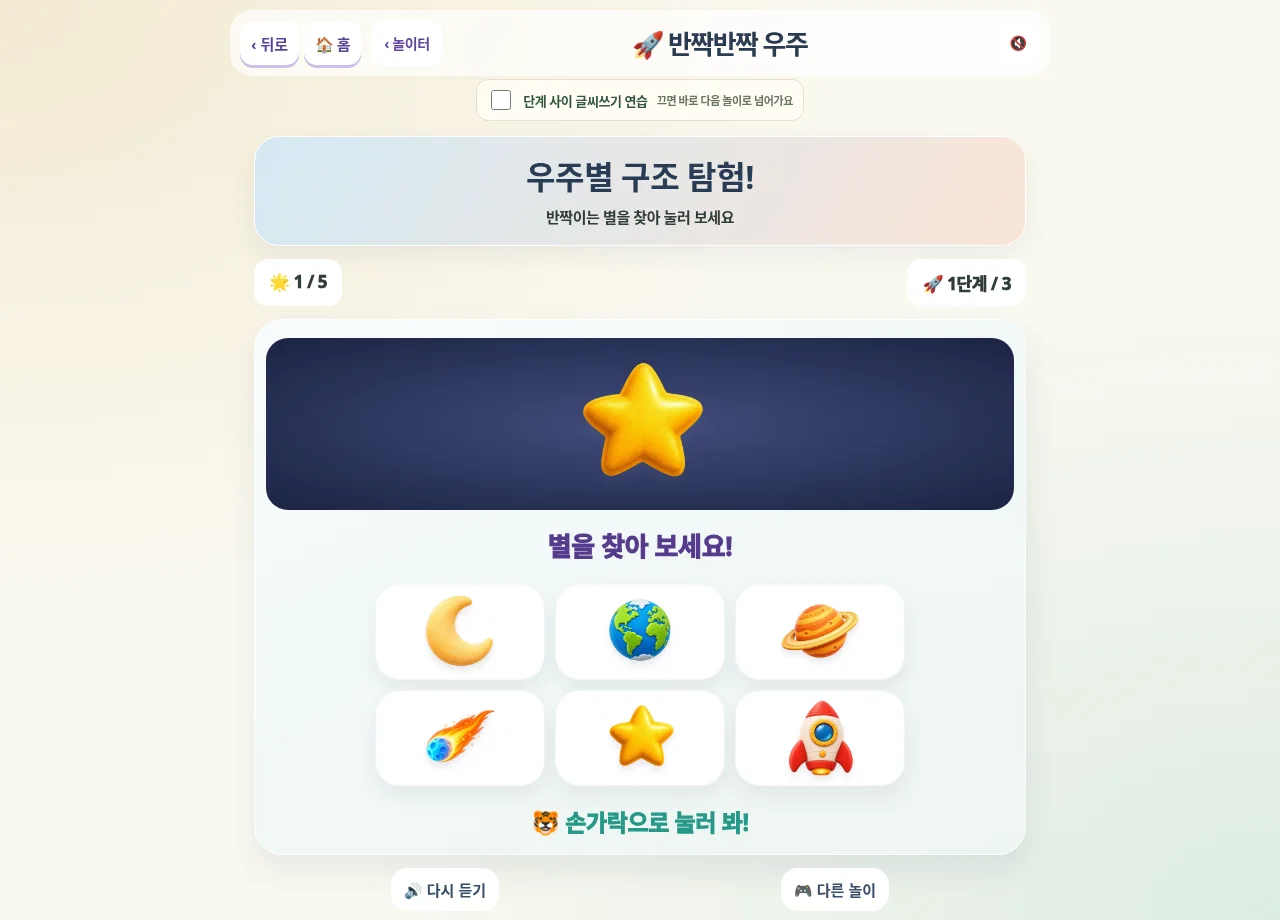 ‹ 뒤로 🏠 홈 ‹ 놀이터 🚀 반짝반짝 우주
단계 사이 글씨쓰기 연습 끄면 바로 다음 놀이로 넘어가요
우주별 구조 탐험!
반짝이는 별을 찾아 눌러 보세요
🌟 1 / 5
🚀 1단계 / 3
별을 찾아 보세요!
🐯 손가락으로 눌러 봐!
🔊 다시 듣기
🎮 다른 놀이